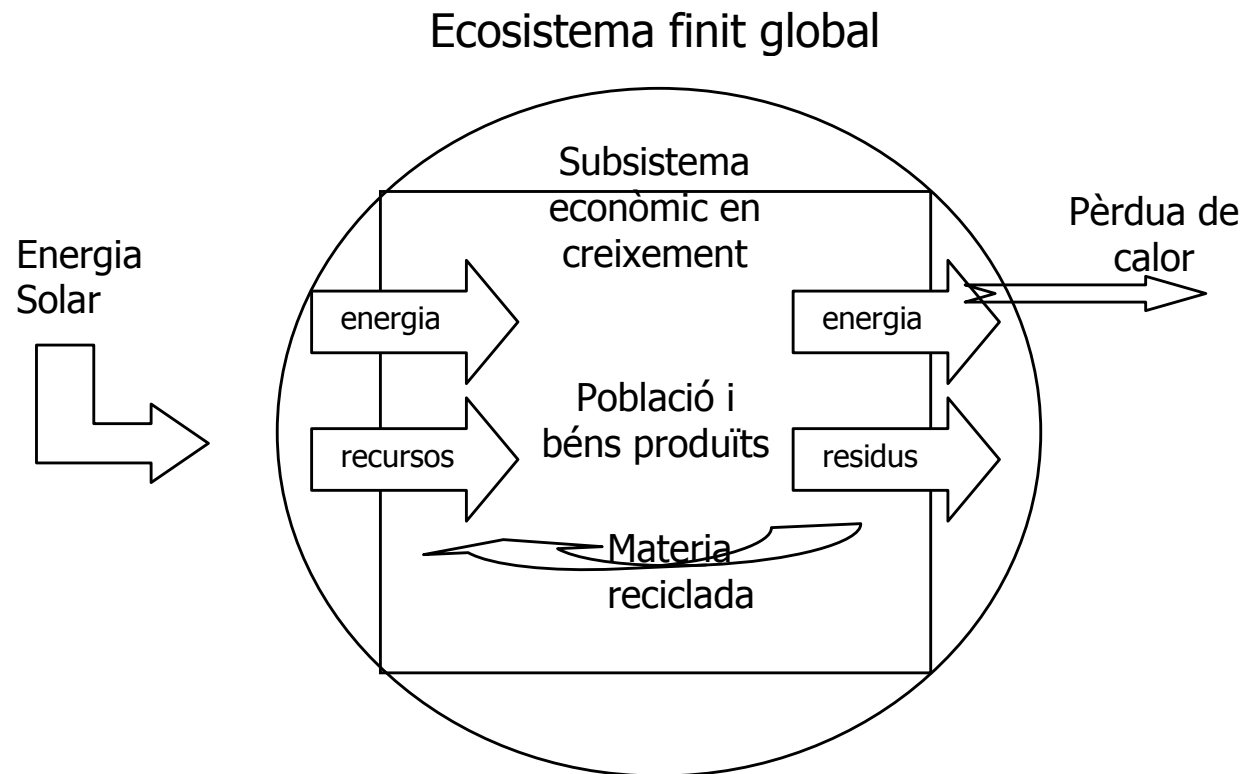 Ecosistema finit global
Subsistema
econòmic en
creixement
Pèrdua de
calor
Energia
Solar
energia
energia
Població i
béns produïts
recursos
residus
Materia
reciclada